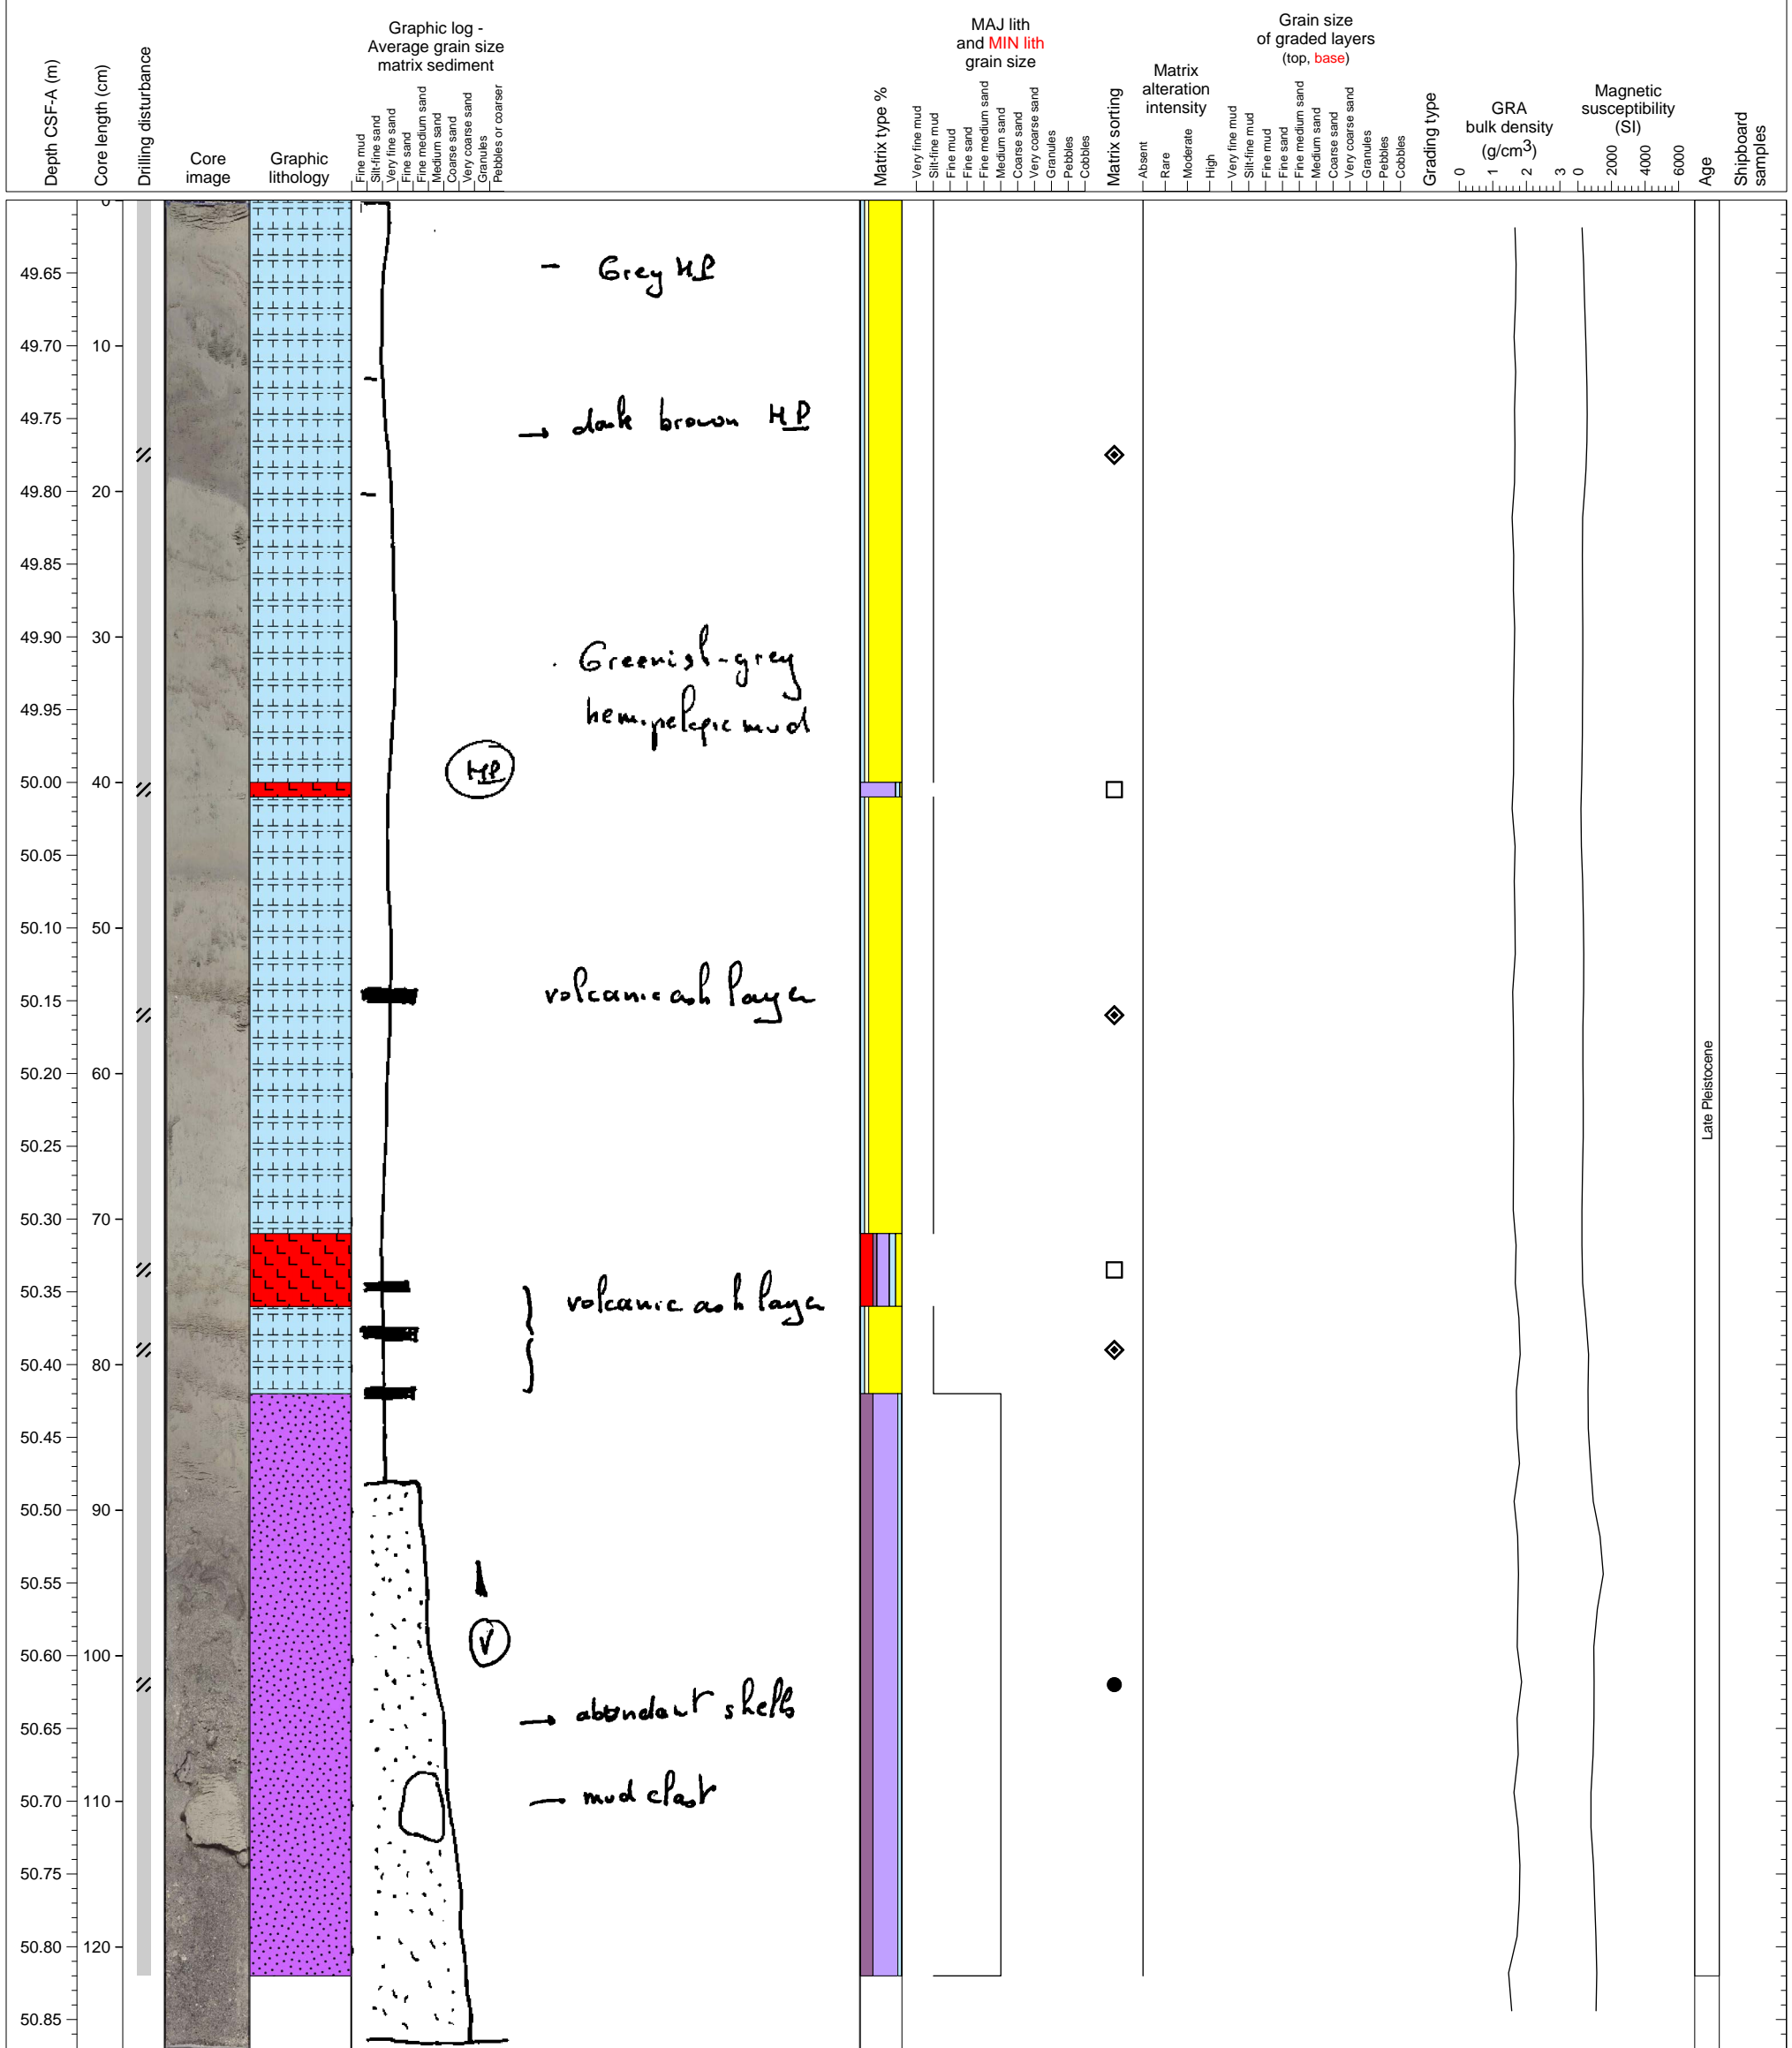 Depth CSF-A (m)
Core length (cm)
Drilling disturbance
Core
image
Graphic
lithology
Graphic log -
Average grain size
matrix sediment
Fine mud
Silt-fine sand
Very fine sand
Fine sand
Fine medium sand
Medium sand
Coarse sand
Very coarse sand
Granules
Pebbles or coarser
Matrix type %
MAJ lith
and MIN lith
grain size
Very fine mud
Silt-fine mud
Fine mud
Fine sand
Fine medium sand
Medium sand
Coarse sand
Very coarse sand
Granules
Pebbles
Cobbles
Matrix sorting
Matrix
alteration
intensity
Absent
Rare
Moderate
High
Grain size
of graded layers
(top, base)
Very fine mud
Silt-fine mud
Fine mud
Fine sand
Fine medium sand
Medium sand
Coarse sand
Very coarse sand
Granules
Pebbles
Cobbles
Grading type
GRA
bulk density
(g/cm3)
0 1 2 3
Magnetic
susceptibility
(SI)
0 2000 4000 6000
Age
Shipboard
samples
0
49.65
- Grey HP
49.70 10
49.75
→ dark brown HP
49.80 20
49.85
49.90 30
Greenish-grey
49.95
hemipelagic mud
HP
50.00 40
50.05
50.10 50
50.15
volcanic ash layer
50.20 60
Late Pleistocene
50.25
50.30 70
50.35
volcanic ash layer
50.40 80
50.45
50.50 90
50.55
V
50.60 100
50.65
→ abundant shells
50.70 110
— mud clast
50.75
50.80 120
50.85